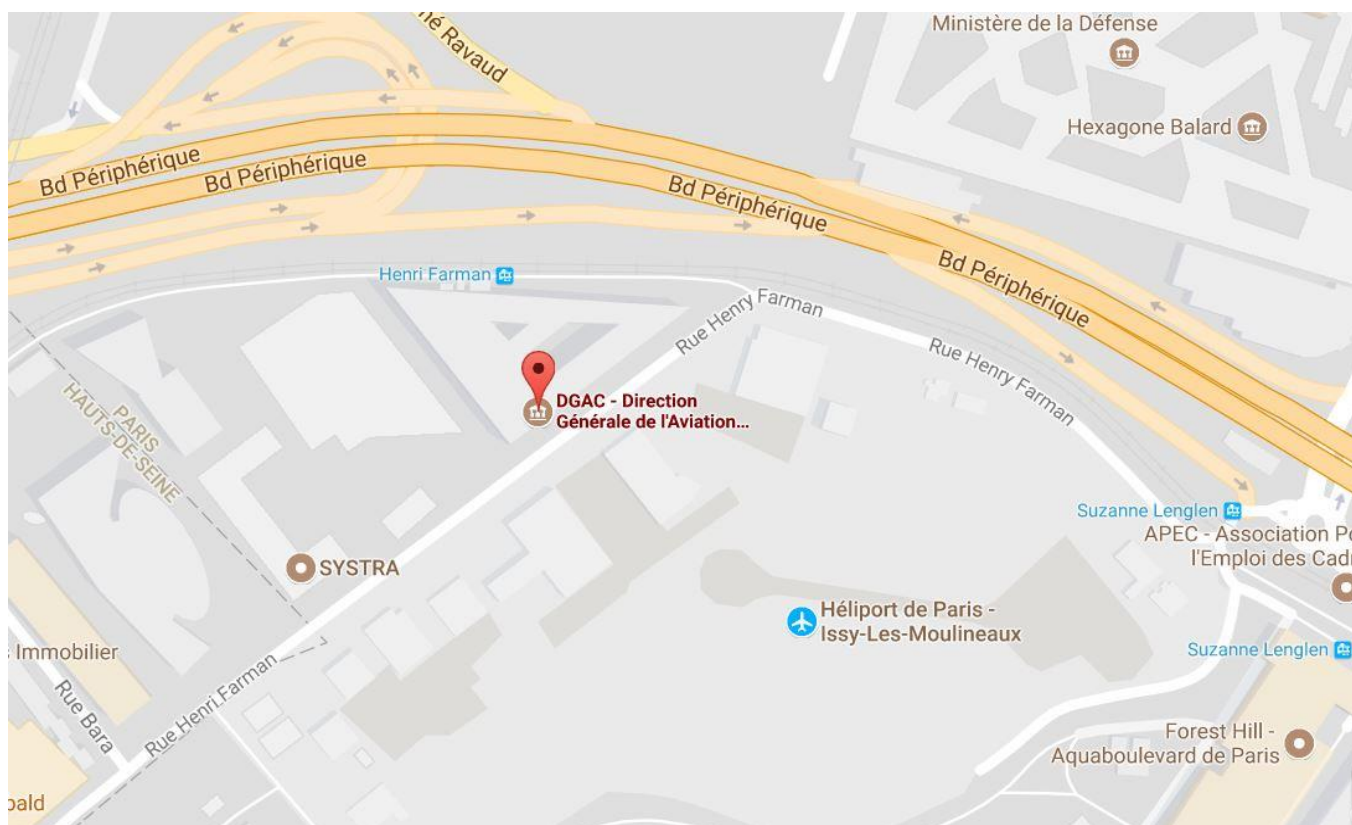 Ministère de la Défense
Ravaud
Hexagone Balard
Bd Périphérique
Bd Périphérique
Bd Périphérique
Bd Périphérique
Henri Farman
Rue Henry Farman
Rue Henry Farman
PARIS
HAUTS-DE-SEINE
DGAC - Direction
Générale de l'Aviation...
Suzanne Lenglen
APEC - Association
l'Emploi des
SYSTRA
Héliport de Paris -
Issy-Les-Moulineaux
Immobilier
Suzanne Lenglen
Rue Henri Farman
Rue Bara
Forest Hill -
Aquaboulevard de Paris